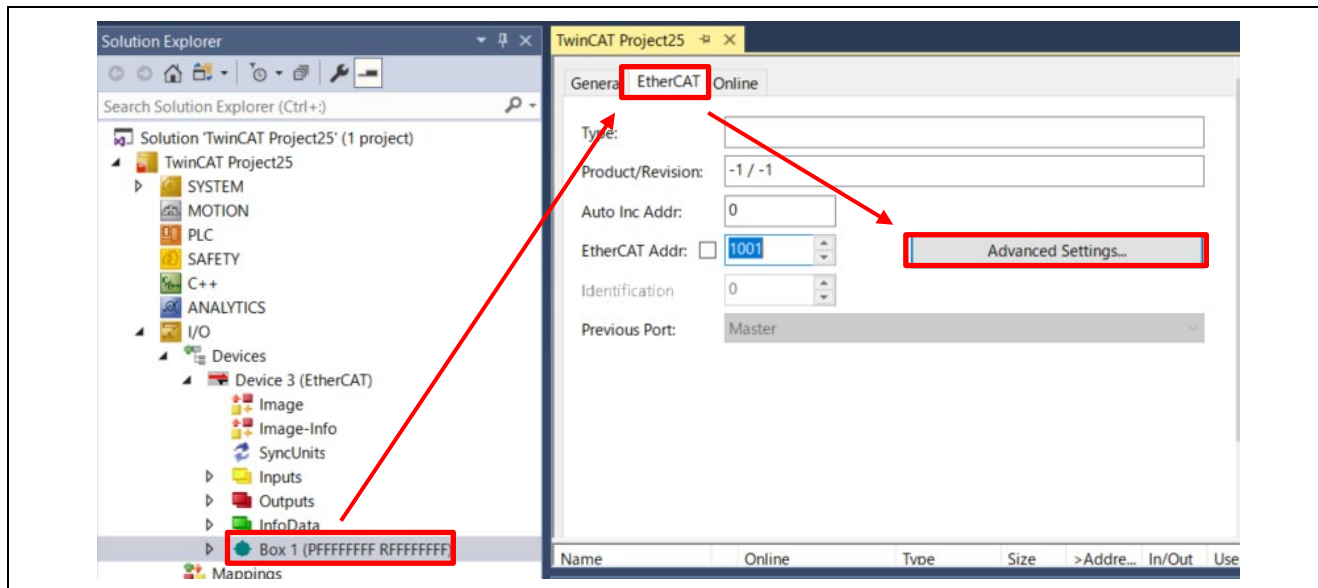 Solution Explorer
Search Solution Explorer (Ctrl+:)
Solution 'TwinCAT Project25' (1 project)
TwinCAT Project25
SYSTEM
MOTION
PLC
SAFETY
C++
ANALYTICS
I/O
Devices
Device 3 (EtherCAT)
Image
Image-Info
SyncUnits
Inputs
Outputs
InfoData
Box 1 (PFFFFFFFF RFFFFFFFF)
Mappings
TwinCAT Project25
Genera EtherCAT Online
Type:
Product/Revision: -1 / -1
Auto Inc Addr: 0
EtherCAT Addr: 1001 Advanced Settings...
Identification 0
Previous Port: Master
Name Online Type Size >Addre... In/Out Use